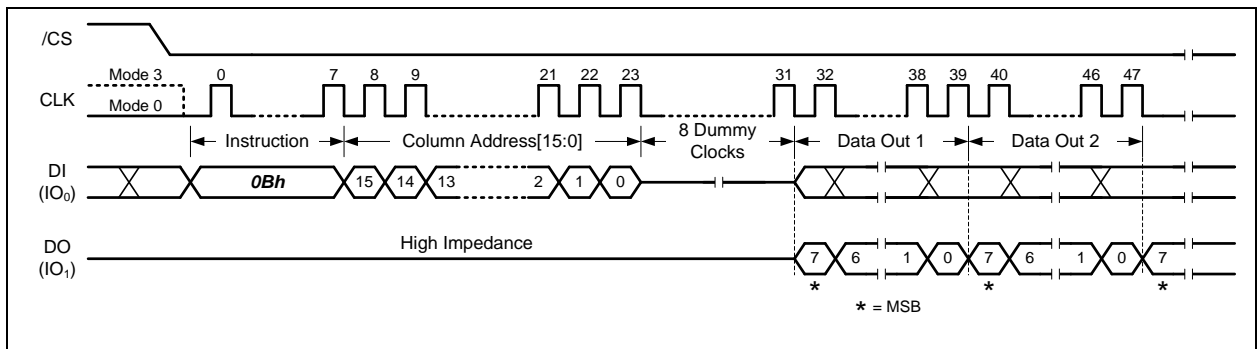 /CS
Mode 3 0 7 8 9 21 22 23 31 32 38 39 40 46 47
CLK Mode 0
Instruction Column Address[15:0] 8 Dummy Clocks Data Out 1 Data Out 2
DI
(IO₀)
0Bh 15 14 13 2 1 0
DO
(IO₁)
High Impedance
7 6 1 0 7 6 1 0 7
* * *
* = MSB